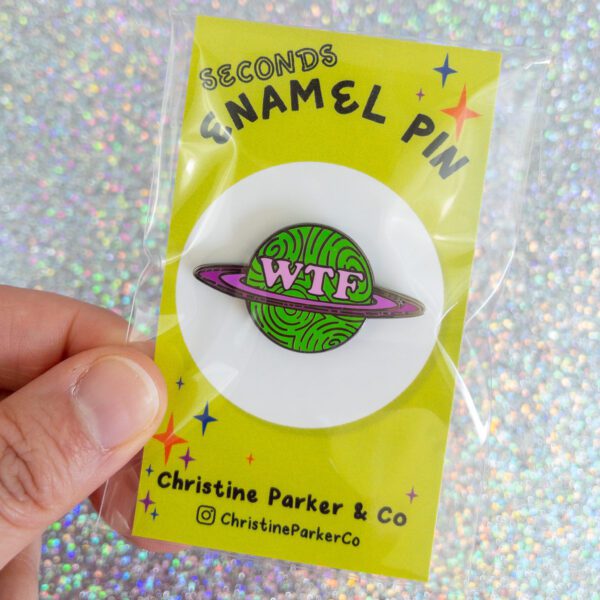 SECONDS
ENAMEL PIN
WTF
Christine Parker & Co
ChristineParkerCo